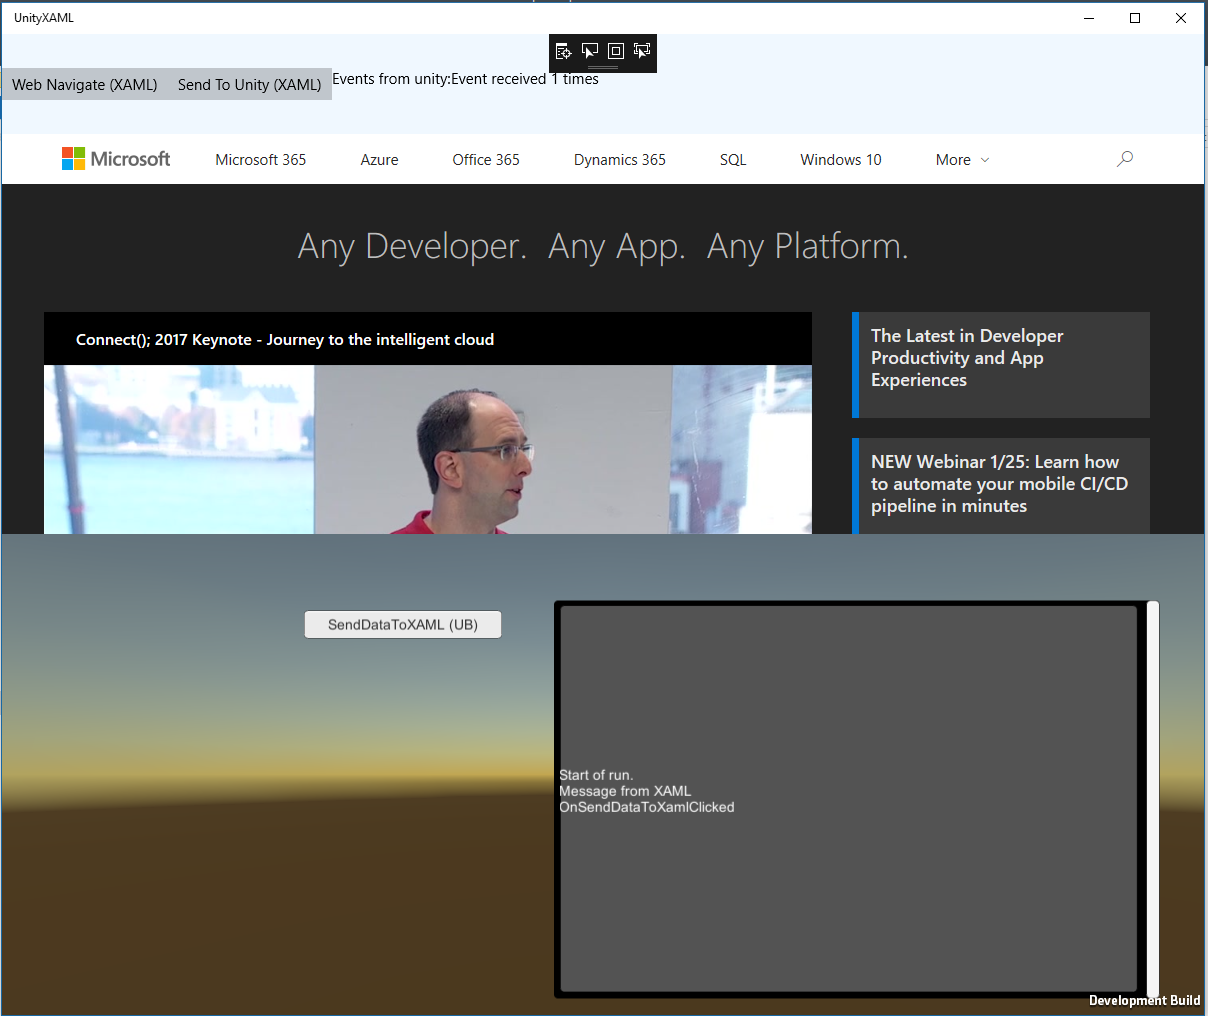 UnityXAML
Web Navigate (XAML)
Send To Unity (XAML)
Events from unity:Event received 1 times
Microsoft
Microsoft 365
Azure
Office 365
Dynamics 365
SQL
Windows 10
More
Any Developer. Any App. Any Platform.
Connect(); 2017 Keynote - Journey to the intelligent cloud
The Latest in Developer
Productivity and App
Experiences
NEW Webinar 1/25: Learn how
to automate your mobile CI/CD
pipeline in minutes
SendDataToXAML (UB)
Start of run.
Message from XAML
OnSendDataToXamlClicked
Development Build